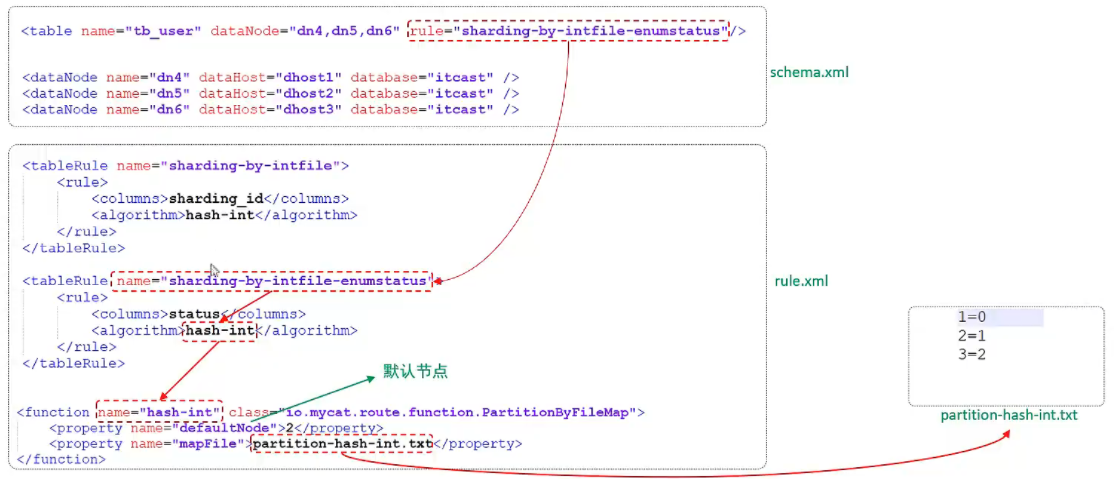 <table name="tb_user" dataNode="dn4,dn5,dn6" rule="sharding-by-intfile-enumstatus"/>
<dataNode name="dn4" dataHost="dhost1" database="itcast" />
<dataNode name="dn5" dataHost="dhost2" database="itcast" />
<dataNode name="dn6" dataHost="dhost3" database="itcast" />
schema.xml
<tableRule name="sharding-by-intfile">
<rule>
<columns>sharding_id</columns>
<algorithm>hash-int</algorithm>
</rule>
</tableRule>
<tableRule name="sharding-by-intfile-enumstatus"
<rule>
<columns>status</columns>
<algorithm>hash-int</algorithm>
</rule>
</tableRule>
rule.xml
默认节点
<function name="hash-int" class="io.mycat.route.function.PartitionByFileMap">
<property name="defaultNode">2</property>
<property name="mapFile">partition-hash-int.txt</property>
</function>
1=0
2=1
3=2
partition-hash-int.txt